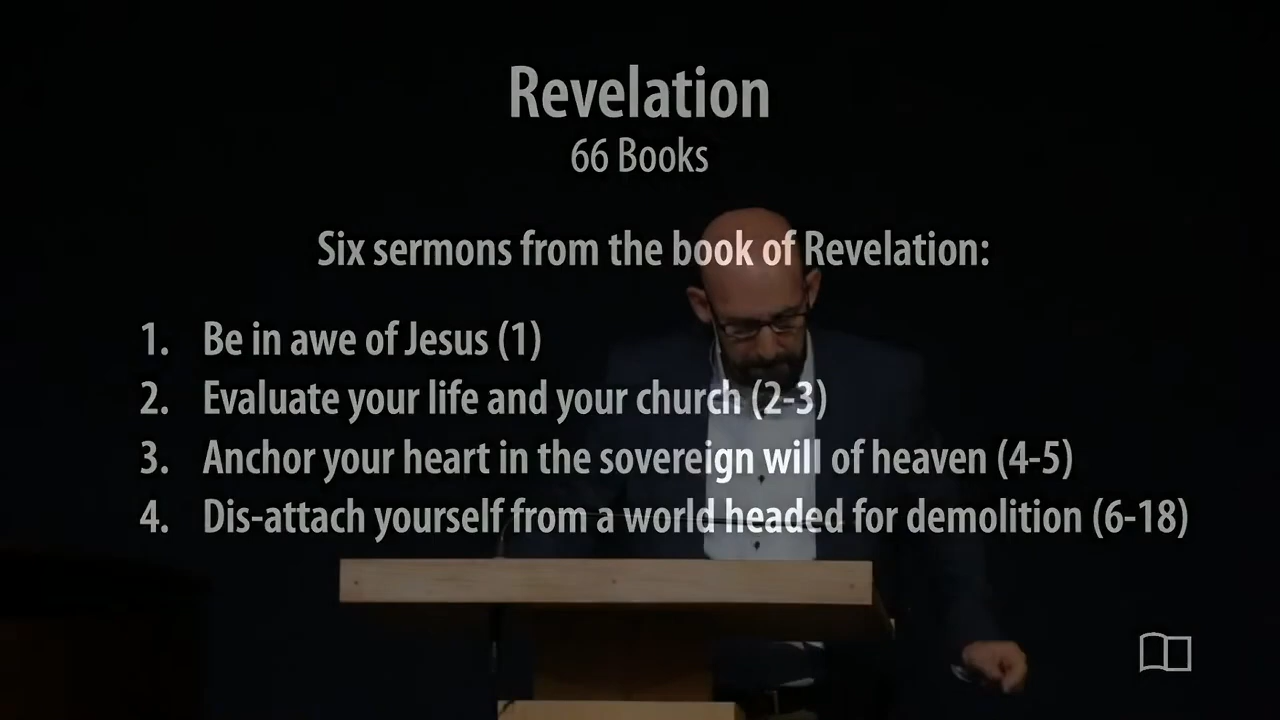 Revelation
66 Books
Six sermons from the book of Revelation:
1. Be in awe of Jesus (1)
2. Evaluate your life and your church (2-3)
3. Anchor your heart in the sovereign will of heaven (4-5)
4. Dis-attach yourself from a world headed for demolition (6-18)